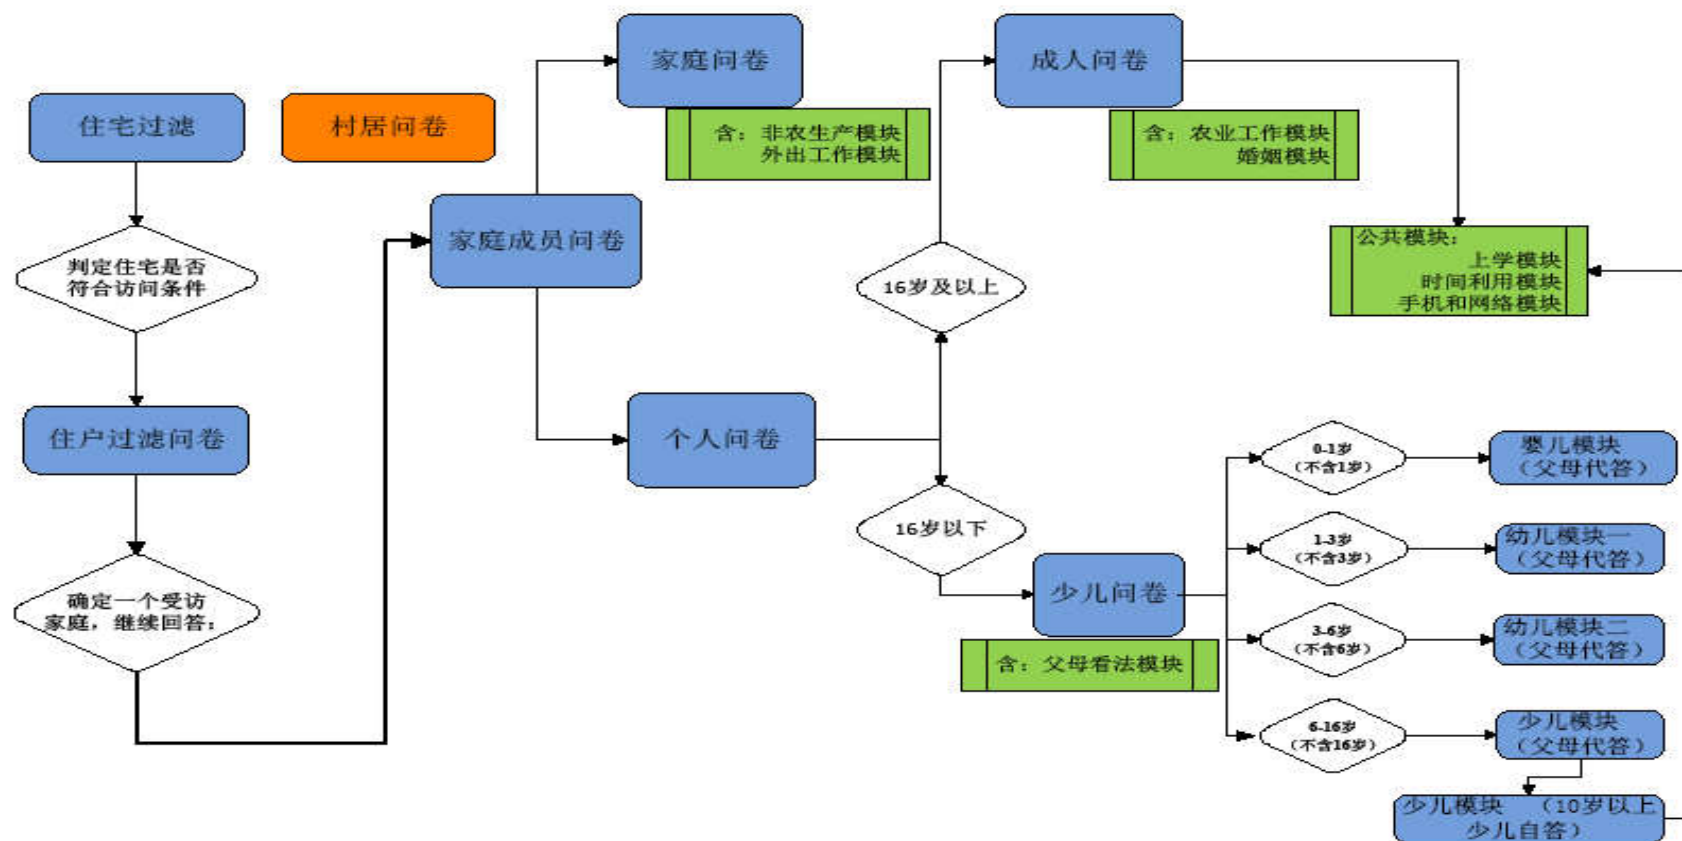 住宅过滤
村居问卷
判定住宅是否
符合访问条件
住户过滤问卷
确定一个受访
家庭，继续回答：
家庭成员问卷
家庭问卷
含：非农生产模块
外出工作模块
个人问卷
16岁及以上
16岁以下
成人问卷
含：农业工作模块
婚姻模块
公共模块：
上学模块
时间利用模块
手机和网络模块
少儿问卷
含：父母看法模块
0-1岁
（不含1岁）
婴儿模块
（父母代答）
1-3岁
（不含3岁）
幼儿模块一
（父母代答）
3-6岁
（不含6岁）
幼儿模块二
（父母代答）
6-16岁
（不含16岁）
少儿模块
（父母代答）
少儿模块 （10岁以上
少儿自答）